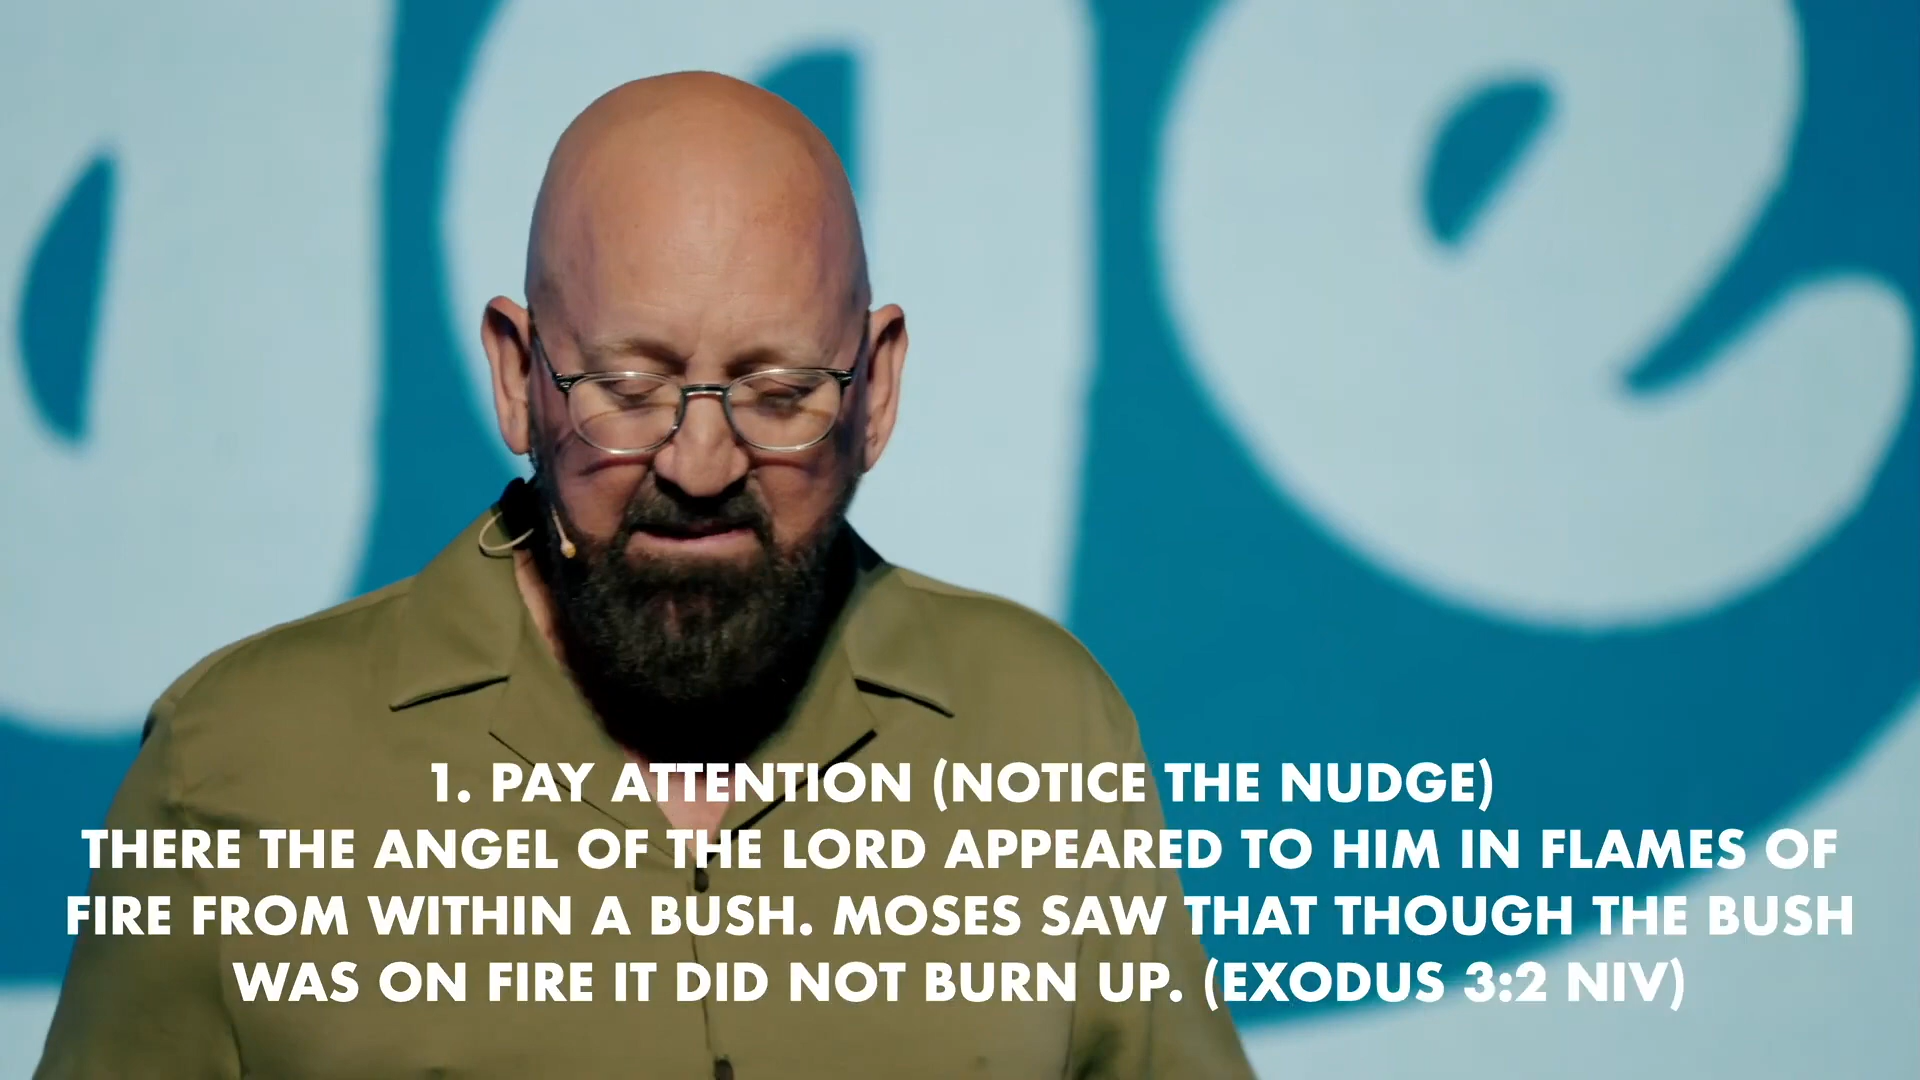 dge
1. PAY ATTENTION (NOTICE THE NUDGE)
THERE THE ANGEL OF THE LORD APPEARED TO HIM IN FLAMES OF
FIRE FROM WITHIN A BUSH. MOSES SAW THAT THOUGH THE BUSH
WAS ON FIRE IT DID NOT BURN UP. (EXODUS 3:2 NIV)